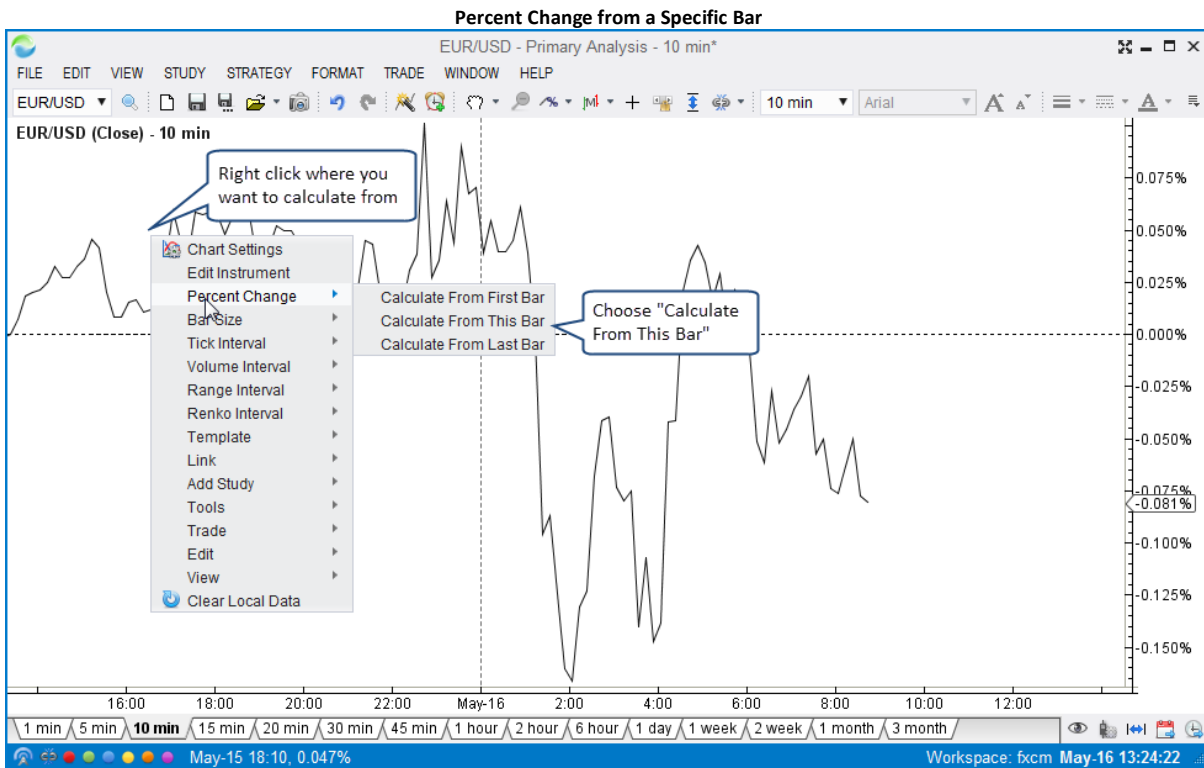 Percent Change from a Specific Bar
EUR/USD - Primary Analysis - 10 min*
FILE EDIT VIEW STUDY STRATEGY FORMAT TRADE WINDOW HELP
EUR/USD 10 min Arial
EUR/USD (Close) - 10 min
Right click where you
want to calculate from
Chart Settings
Edit Instrument
Percent Change
Bar Size
Tick Interval
Volume Interval
Range Interval
Renko Interval
Template
Link
Add Study
Tools
Trade
Edit
View
Clear Local Data
Calculate From First Bar
Calculate From This Bar
Calculate From Last Bar
Choose "Calculate
From This Bar"
0.075%
0.050%
0.025%
0.000%
-0.025%
-0.050%
-0.075%
-0.081%
-0.100%
-0.125%
-0.150%
16:00 18:00 20:00 22:00 May-16 2:00 4:00 6:00 8:00 10:00 12:00
1 min 5 min 10 min 15 min 20 min 30 min 45 min 1 hour 2 hour 6 hour 1 day 1 week 2 week 1 month 3 month
May-15 18:10, 0.047% Workspace: fxcm May-16 13:24:22